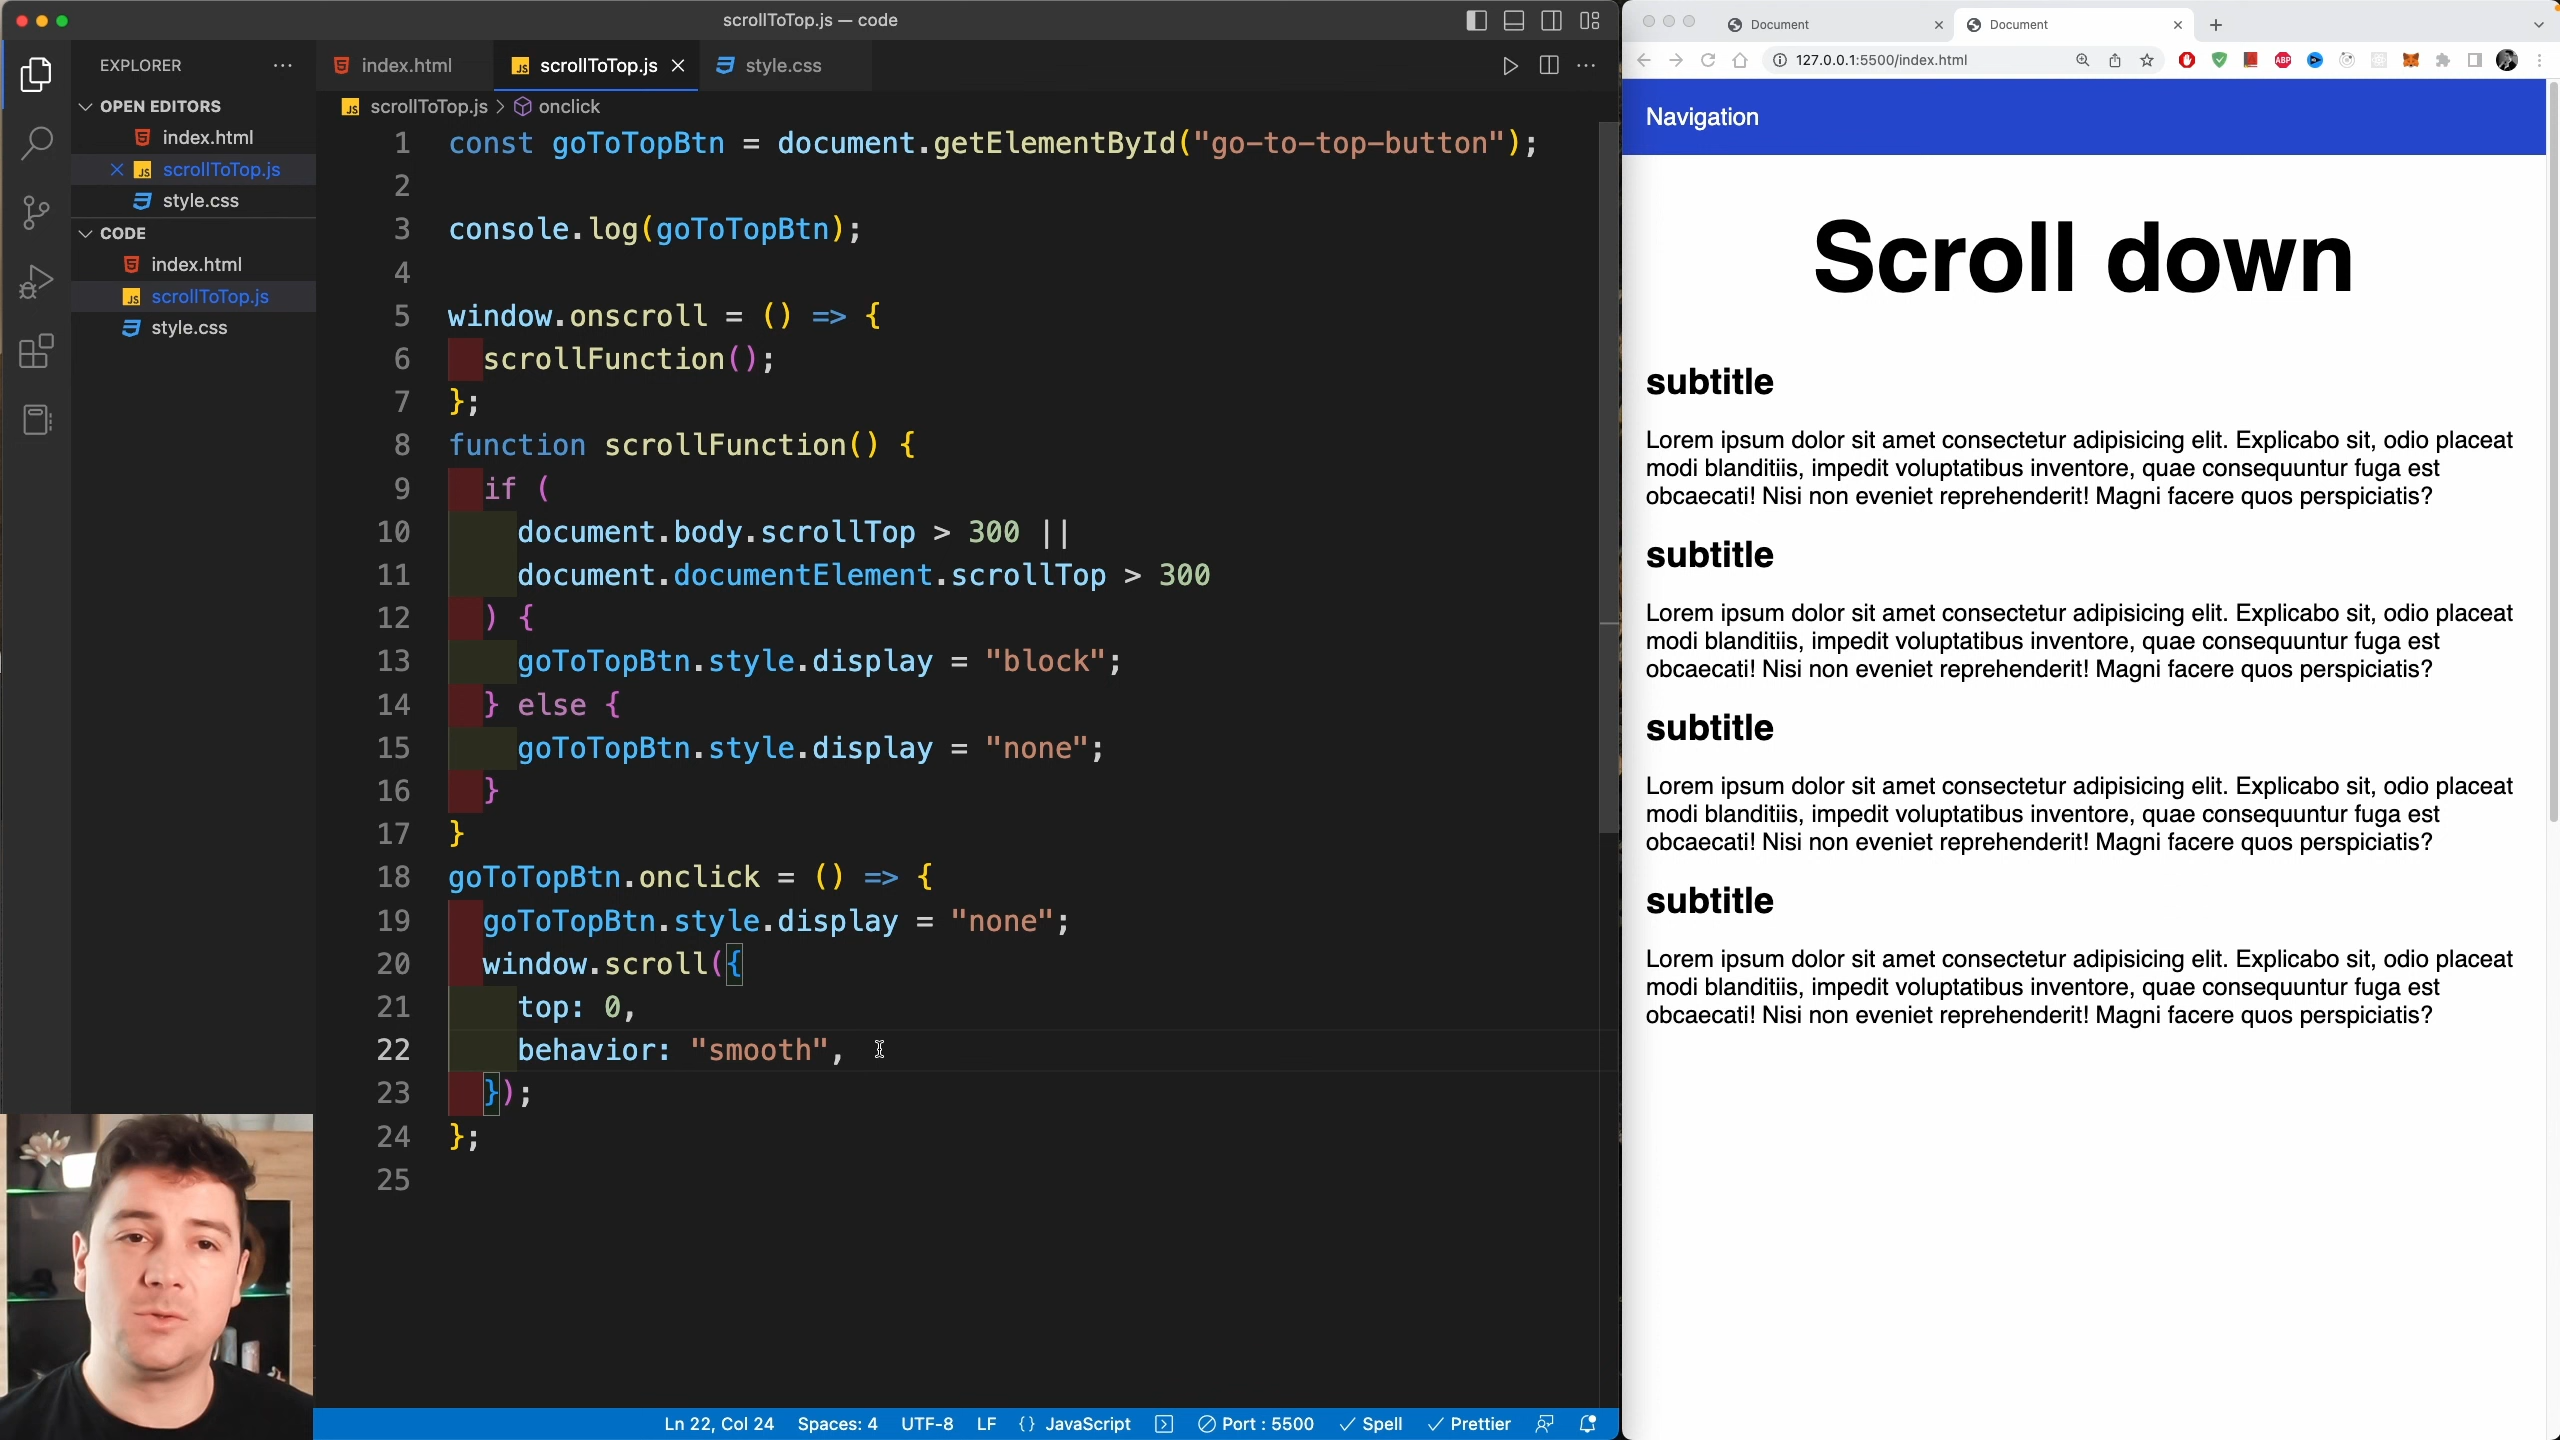 scrollToTop.js — code
EXPLORER
OPEN EDITORS
index.html
scrollToTop.js
style.css
CODE
index.html
scrollToTop.js
style.css
index.html
scrollToTop.js
style.css
scrollToTop.js > onclick
1 const goToTopBtn = document.getElementById("go-to-top-button");
2
3 console.log(goToTopBtn);
4
5 window.onscroll = () => {
6 scrollFunction();
7 };
8 function scrollFunction() {
9 if (
10 document.body.scrollTop > 300 ||
11 document.documentElement.scrollTop > 300
12 ) {
13 goToTopBtn.style.display = "block";
14 } else {
15 goToTopBtn.style.display = "none";
16 }
17 }
18 goToTopBtn.onclick = () => {
19 goToTopBtn.style.display = "none";
20 window.scroll({
21 top: 0,
22 behavior: "smooth",
23 });
24 };
25
Ln 22, Col 24 Spaces: 4 UTF-8 LF {} JavaScript Port : 5500 Spell Prettier
Document Document
127.0.0.1:5500/index.html
ABP
Navigation
Scroll down
subtitle
Lorem ipsum dolor sit amet consectetur adipisicing elit. Explicabo sit, odio placeat
modi blanditiis, impedit voluptatibus inventore, quae consequuntur fuga est
obcaecati! Nisi non eveniet reprehenderit! Magni facere quos perspiciatis?
subtitle
Lorem ipsum dolor sit amet consectetur adipisicing elit. Explicabo sit, odio placeat
modi blanditiis, impedit voluptatibus inventore, quae consequuntur fuga est
obcaecati! Nisi non eveniet reprehenderit! Magni facere quos perspiciatis?
subtitle
Lorem ipsum dolor sit amet consectetur adipisicing elit. Explicabo sit, odio placeat
modi blanditiis, impedit voluptatibus inventore, quae consequuntur fuga est
obcaecati! Nisi non eveniet reprehenderit! Magni facere quos perspiciatis?
subtitle
Lorem ipsum dolor sit amet consectetur adipisicing elit. Explicabo sit, odio placeat
modi blanditiis, impedit voluptatibus inventore, quae consequuntur fuga est
obcaecati! Nisi non eveniet reprehenderit! Magni facere quos perspiciatis?